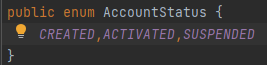 public enum AccountStatus {
CREATED,ACTIVATED,SUSPENDED
}